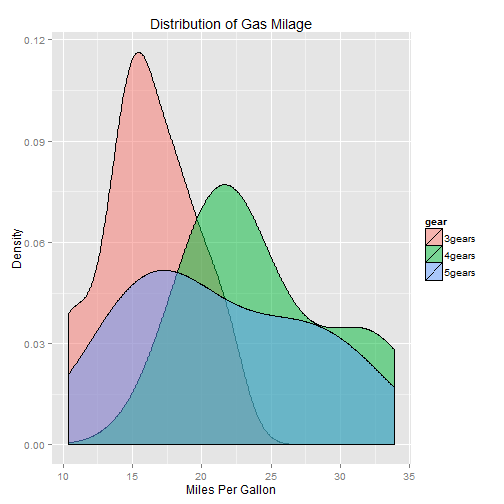 Distribution of Gas Milage
0.12
0.09
0.06
0.03
0.00
Density
10 15 20 25 30 35
Miles Per Gallon
gear
3gears
4gears
5gears